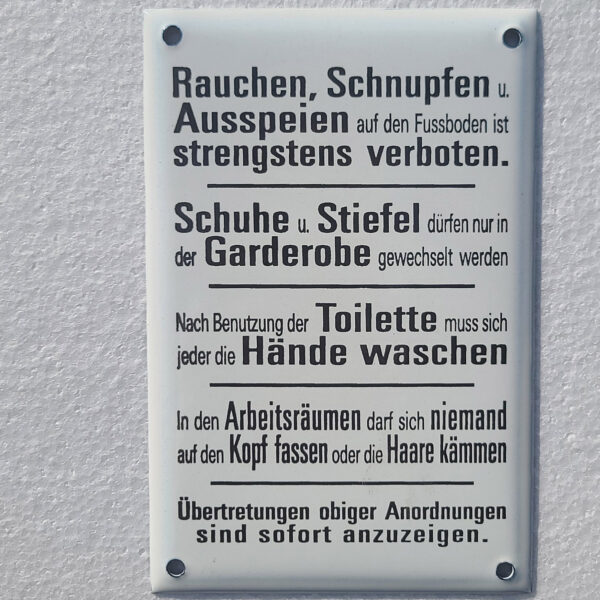 Rauchen, Schnupfen u.
Ausspeien auf den Fussboden ist
strengstens verboten.
Schuhe u. Stiefel dürfen nur in
der Garderobe gewechselt werden
Nach Benutzung der Toilette muss sich
jeder die Hände waschen
In den Arbeitsräumen darf sich niemand
auf den Kopf fassen oder die Haare kämmen
Übertretungen obiger Anordnungen
sind sofort anzuzeigen.